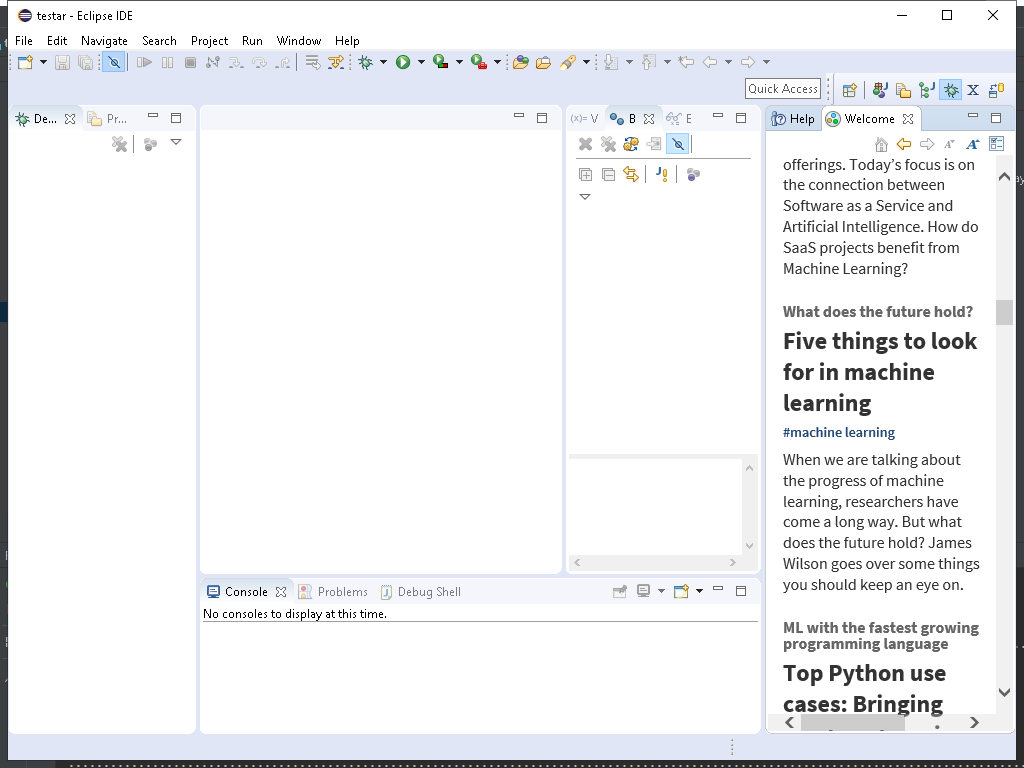 testar - Eclipse IDE
File Edit Navigate Search Project Run Window Help
Quick Access
De... Pr... (x)= V B E Help Welcome
offerings. Today's focus is on
the connection between
Software as a Service and
Artificial Intelligence. How do
SaaS projects benefit from
Machine Learning?
What does the future hold?
Five things to look
for in machine
learning
#machine learning
When we are talking about
the progress of machine
learning, researchers have
come a long way. But what
does the future hold? James
Wilson goes over some things
you should keep an eye on.
ML with the fastest growing
programming language
Top Python use
cases: Bringing
Console Problems Debug Shell
No consoles to display at this time.